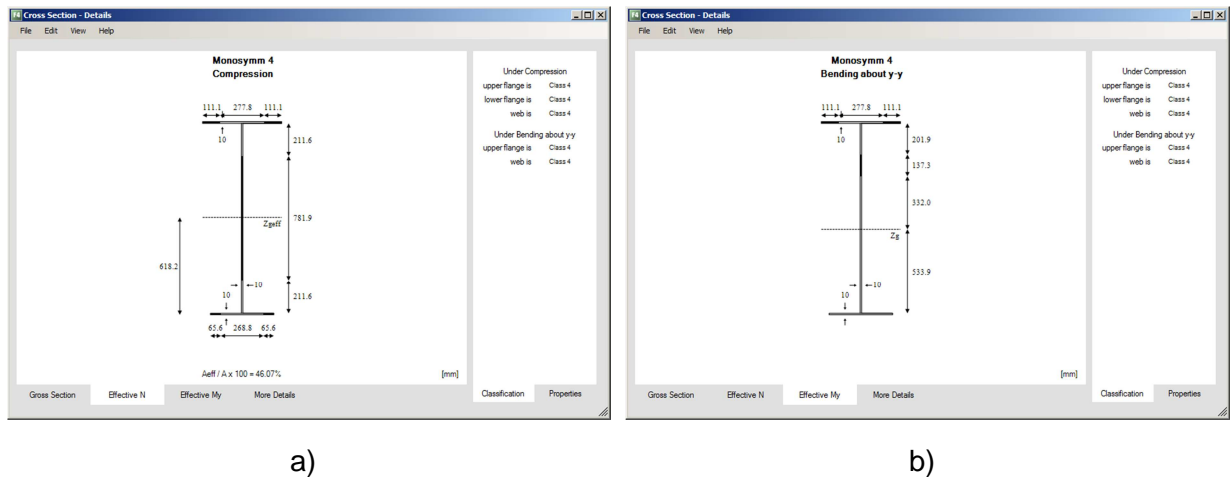 Cross Section - Details
File Edit View Help
Monosymm 4
Compression
111.1 277.8 111.1
10
211.6
781.9
Zgeff
618.2
10
10
211.6
65.6 268.8 65.6
Aeff / A x 100 = 46.07%
[mm]
Under Compression
upper flange is Class 4
lower flange is Class 4
web is Class 4
Under Bending about y-y
upper flange is Class 4
web is Class 4
Gross Section Effective N Effective My More Details
Classification Properties
a)
Cross Section - Details
File Edit View Help
Monosymm 4
Bending about y-y
111.1 277.8 111.1
10
201.9
137.3
332.0
Zg
533.9
10
10
[mm]
Under Compression
upper flange is Class 4
lower flange is Class 4
web is Class 4
Under Bending about y-y
upper flange is Class 4
web is Class 4
Gross Section Effective N Effective My More Details
Classification Properties
b)